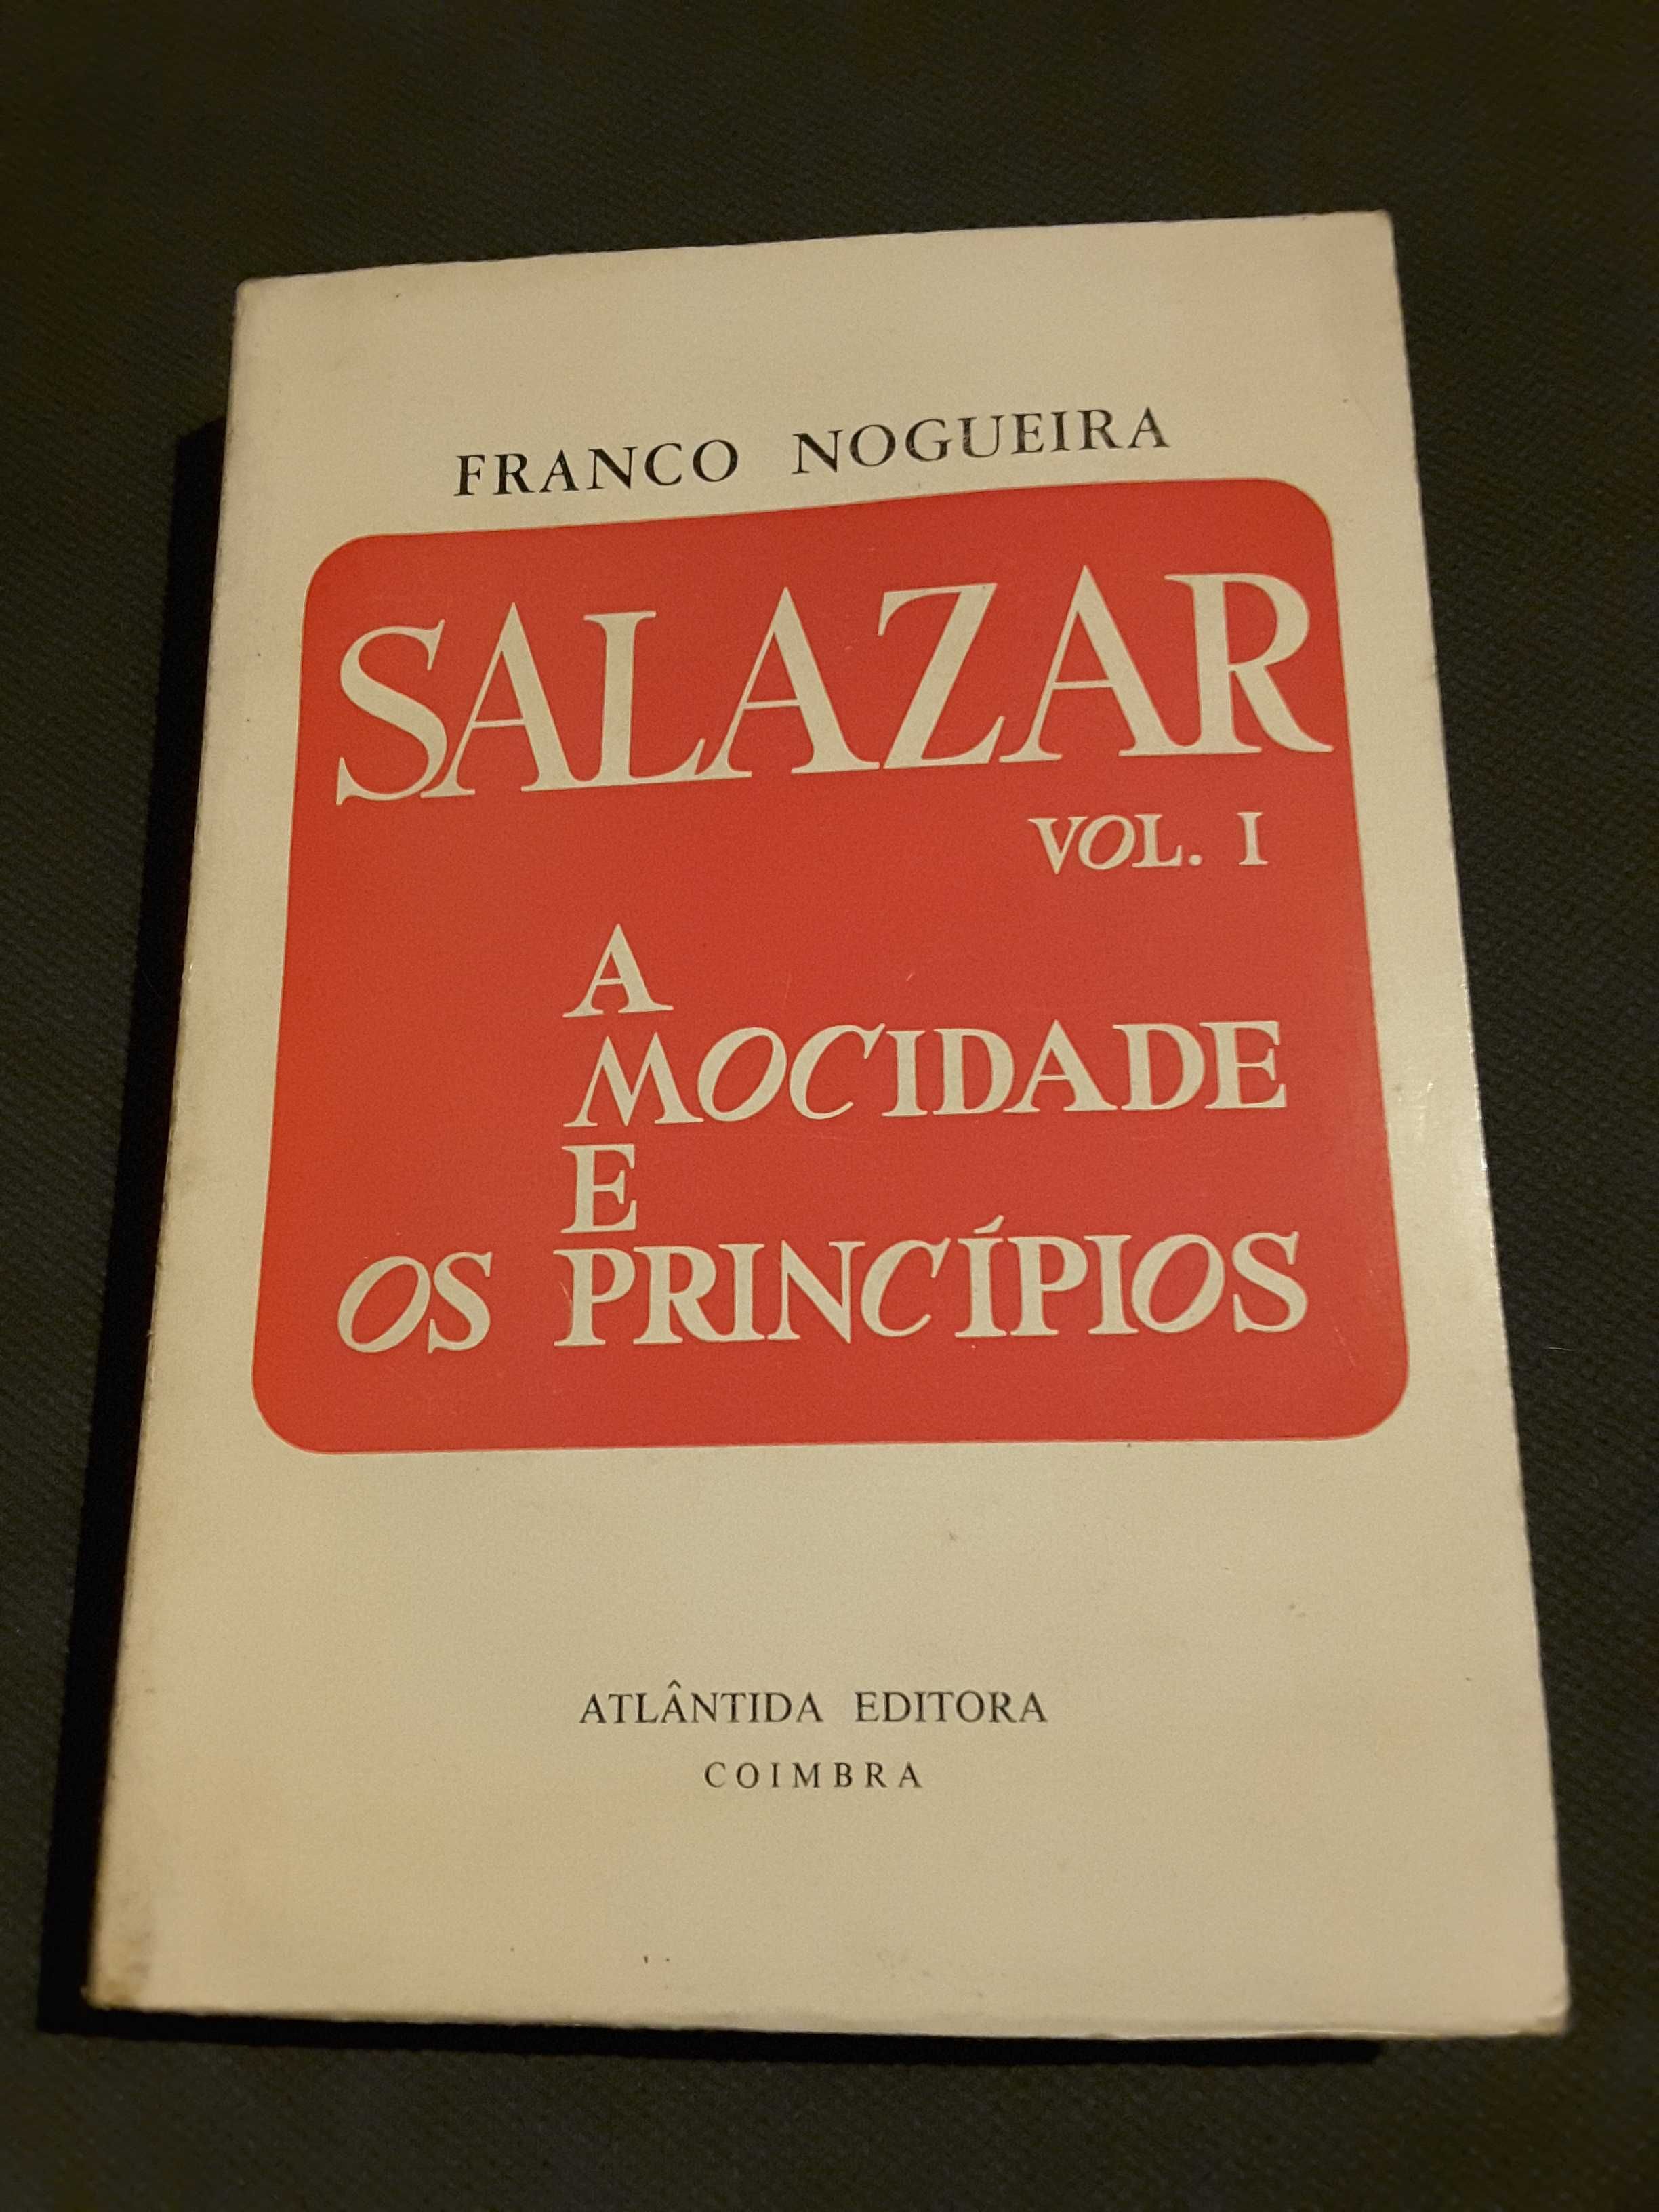 FRANCO NOGUEIRA
SALAZAR
VOL. I
A
MOCIDADE
E
OS PRINCÍPIOS
ATLÂNTIDA EDITORA
COIMBRA